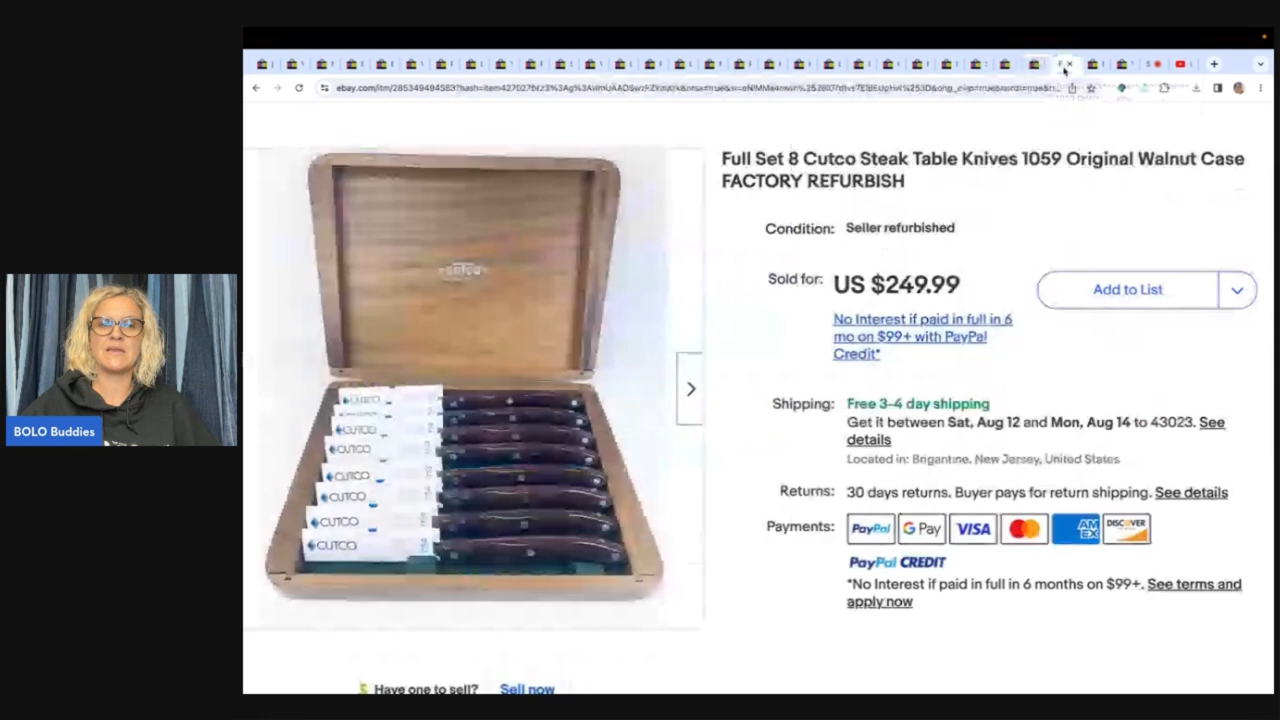 Full Set 8 Cutco Steak Table Knives 1059 Original Walnut Case
FACTORY REFURBISH
Condition: Seller refurbished
Sold for: US $249.99
Add to List
No Interest if paid in full in 6
mo on $99+ with PayPal
Credit*
Shipping: Free 3-4 day shipping
Get it between Sat, Aug 12 and Mon, Aug 14 to 43023. See
details
Located in: Brigantine, New Jersey, United States
Returns: 30 days returns. Buyer pays for return shipping. See details
Payments: PayPal G Pay VISA MasterCard AM EX DISCOVER
PayPal CREDIT
*No Interest if paid in full in 6 months on $99+. See terms and
apply now
Have one to sell? Sell now
BOLO Buddies
CUTCO
CUTCO
CUTCO
CUTCO
CUTCO
CUTCO
CUTCO
CUTCO